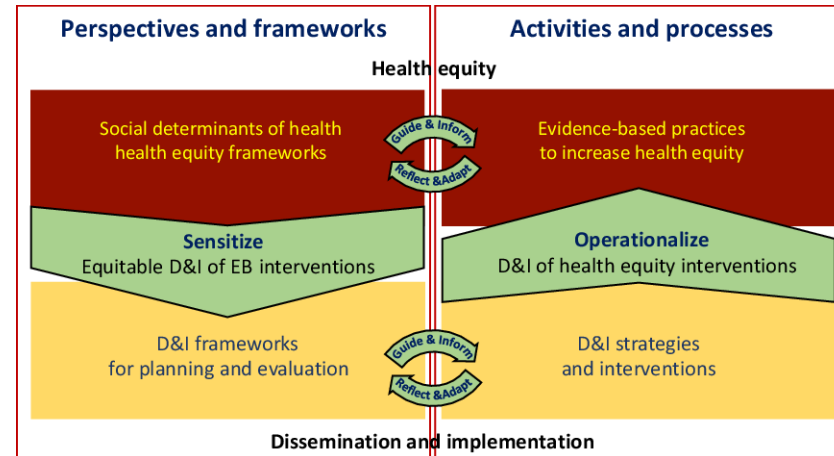 Perspectives and frameworks
Activities and processes
Health equity
Social determinants of health
health equity frameworks
Guide & Inform
Reflect &Adapt
Evidence-based practices
to increase health equity
Sensitize
Equitable D&I of EB interventions
Operationalize
D&I of health equity interventions
D&I frameworks
for planning and evaluation
Guide & Inform
Reflect &Adapt
D&I strategies
and interventions
Dissemination and implementation